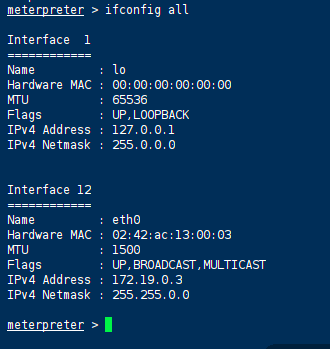 meterpreter > ifconfig all
Interface  1
============
Name         : lo
Hardware MAC : 00:00:00:00:00:00
MTU          : 65536
Flags        : UP,LOOPBACK
IPv4 Address : 127.0.0.1
IPv4 Netmask : 255.0.0.0
Interface 12
============
Name         : eth0
Hardware MAC : 02:42:ac:13:00:03
MTU          : 1500
Flags        : UP,BROADCAST,MULTICAST
IPv4 Address : 172.19.0.3
IPv4 Netmask : 255.255.0.0
meterpreter >